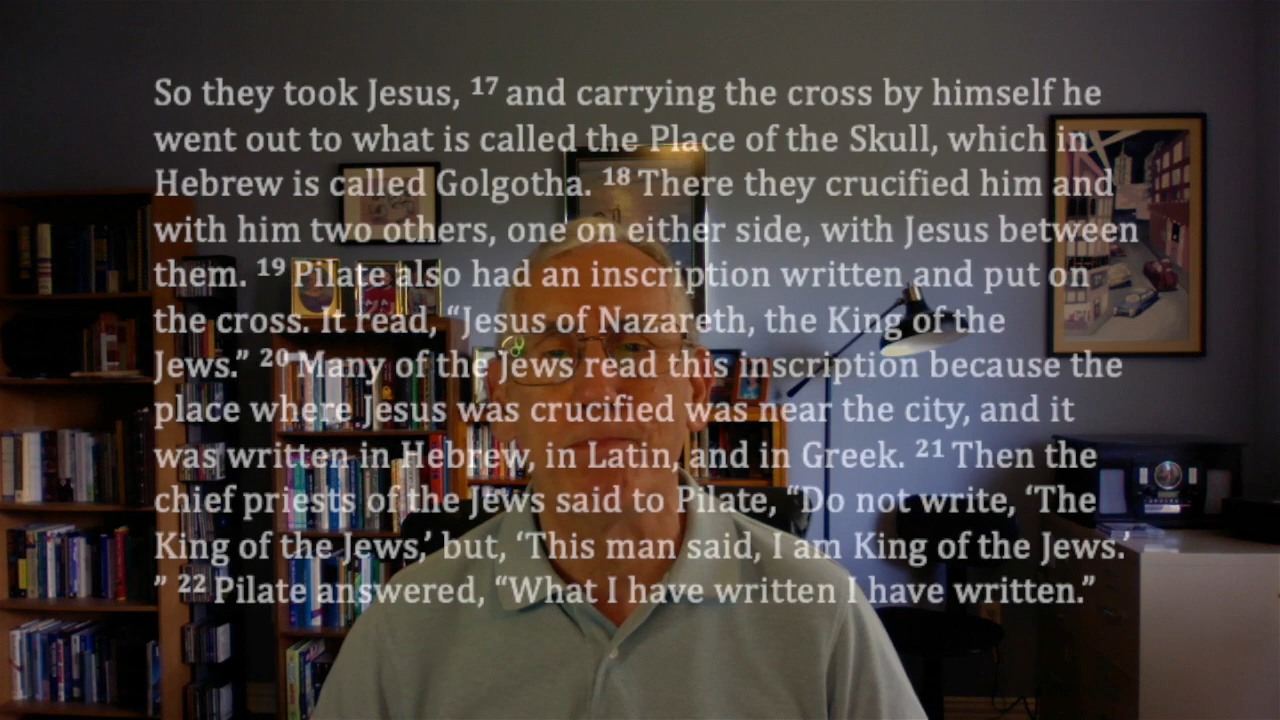 So they took Jesus, 17 and carrying the cross by himself he
went out to what is called the Place of the Skull, which in
Hebrew is called Golgotha. 18 There they crucified him and
with him two others, one on either side, with Jesus between
them. 19 Pilate also had an inscription written and put on
the cross. It read, “Jesus of Nazareth, the King of the
Jews.” 20 Many of the Jews read this inscription because the
place where Jesus was crucified was near the city, and it
was written in Hebrew, in Latin, and in Greek. 21 Then the
chief priests of the Jews said to Pilate, “Do not write, ‘The
King of the Jews,’ but, ‘This man said, I am King of the Jews.’
” 22 Pilate answered, “What I have written I have written.”